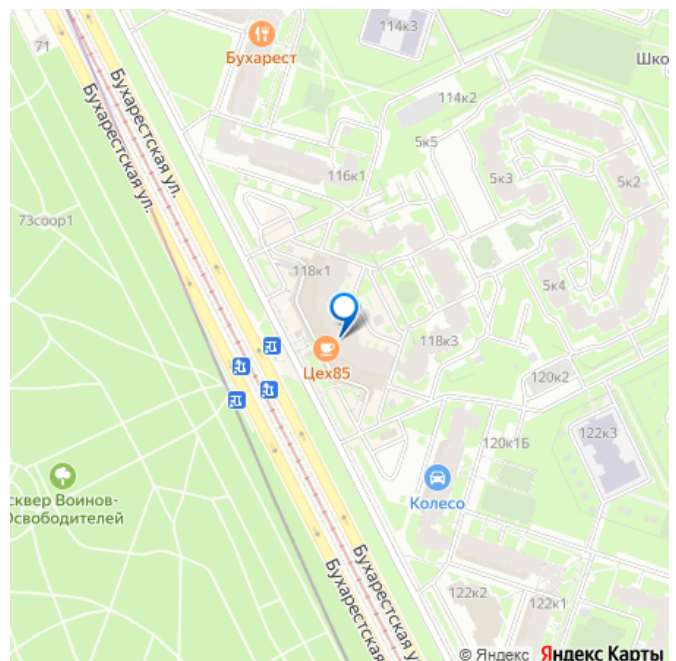 71
114к3
Бухарест
Шко
114к2
5к5
Бухарестская ул.
Бухарестская ул.
116к1
5к3
5к2
73соор1
118к1
5к4
118к3
Цех85
120к2
122к3
120к1Б
сквер Воинов-
Освободителей
Колесо
Бухарестская у
Бухарестская
122к2
122к1
© Яндекс Яндекс Карты